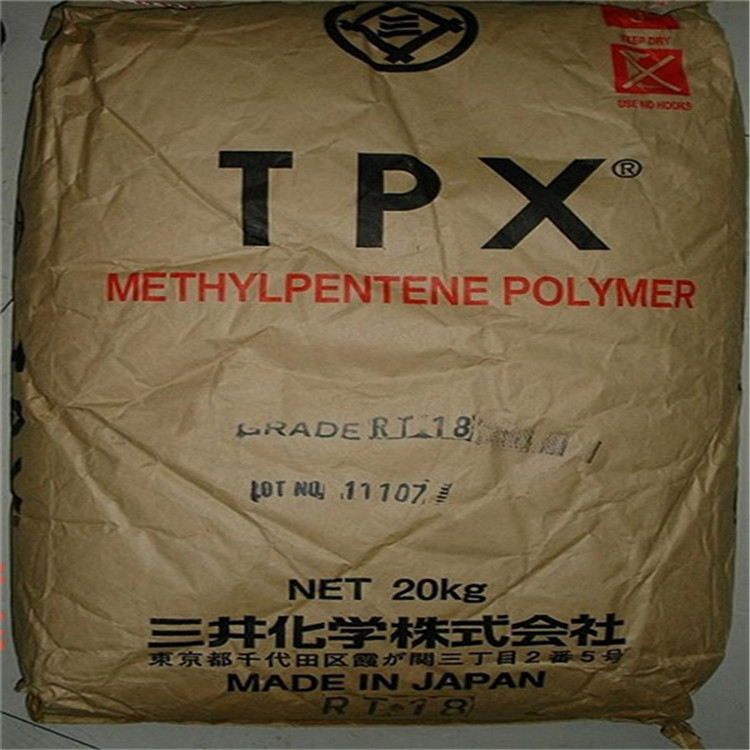 三
KEEP DRY
USE NO HOOKS
TPX®
METHYLPENTENE POLYMER
GRADE RT-18
LOT NO. 11107
NET 20kg
三井化学株式会社
東京都千代田区霞が関三丁目2番5号
MADE IN JAPAN
RT-18